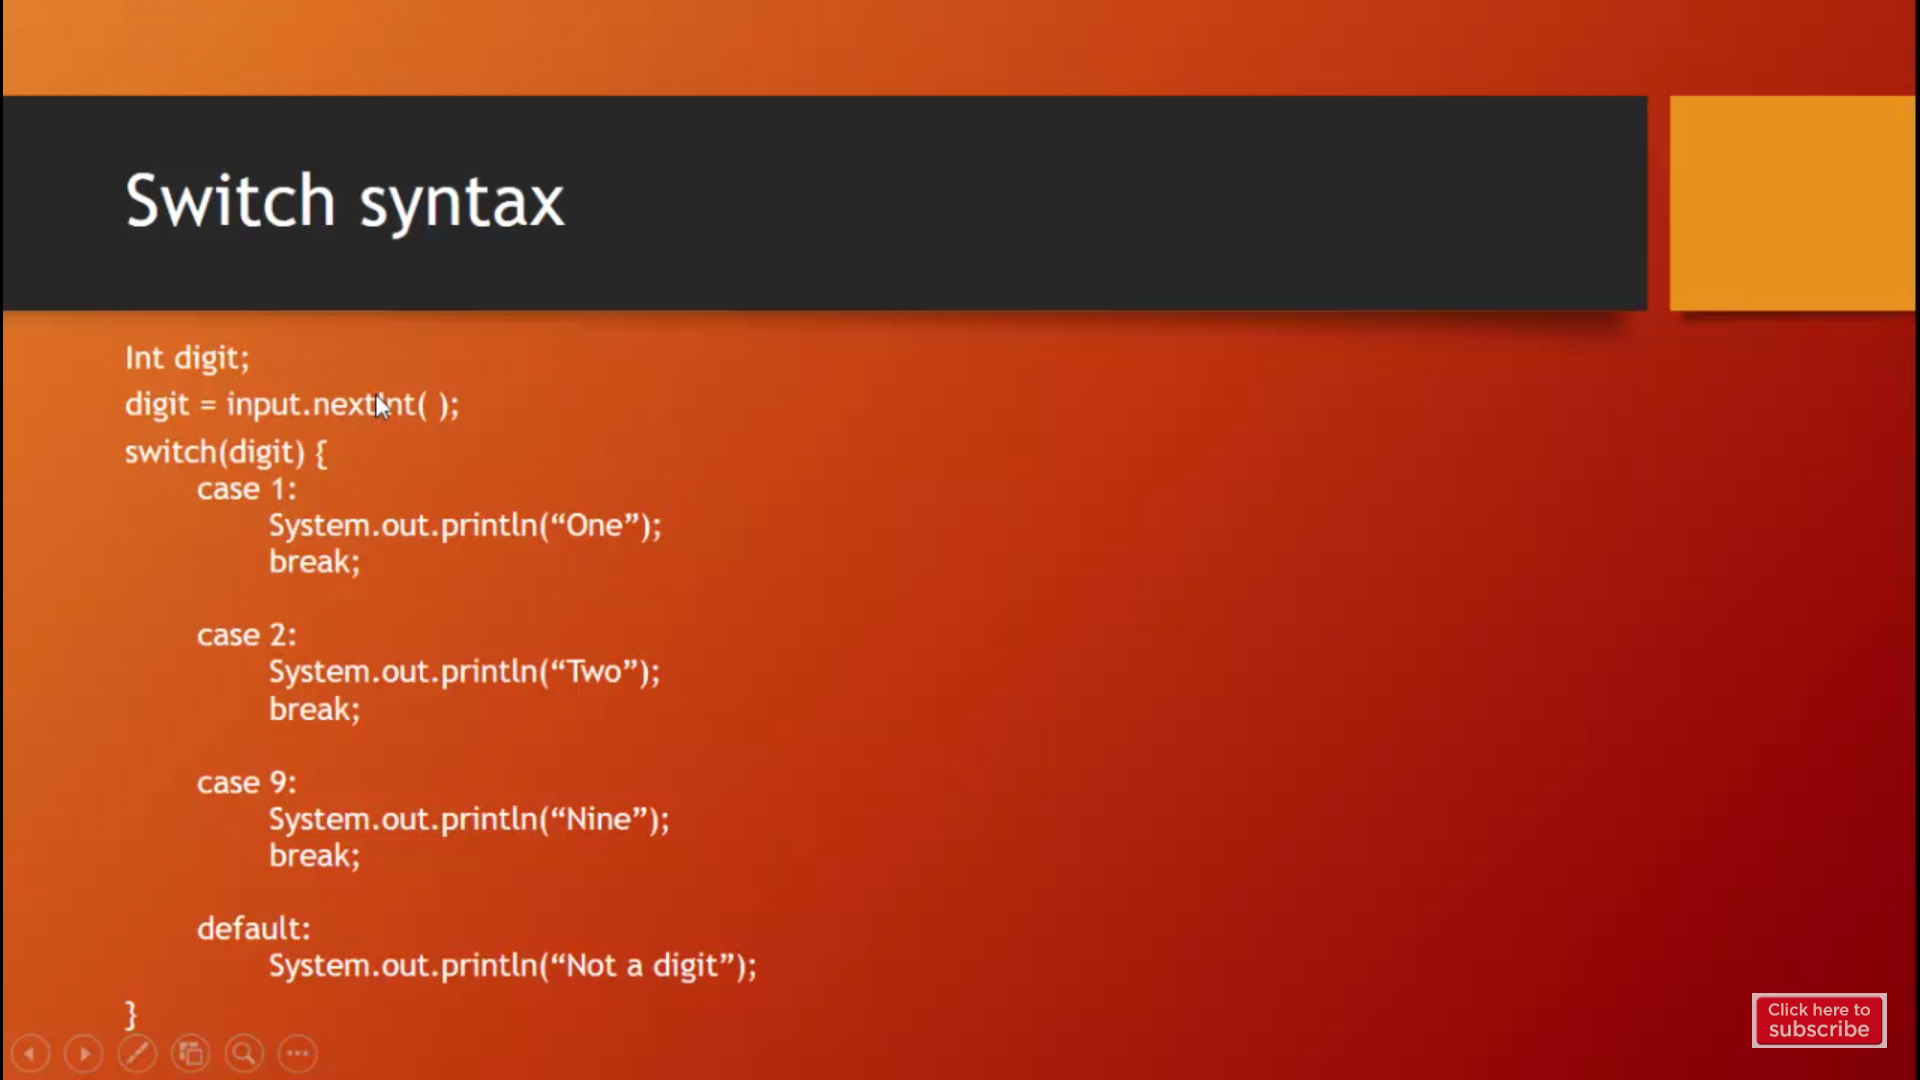 Switch syntax
Int digit;
digit = input.nextInt( );
switch(digit) {
case 1:
System.out.println(“One”);
break;
case 2:
System.out.println(“Two”);
break;
case 9:
System.out.println(“Nine”);
break;
default:
System.out.println(“Not a digit”);
}
Click here to
subscribe